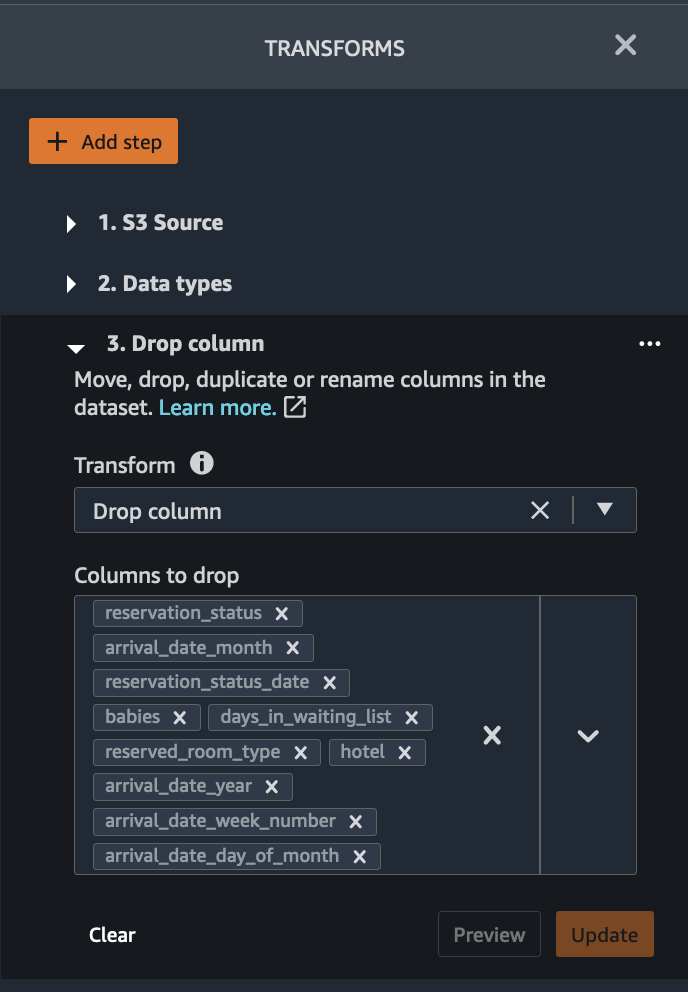 TRANSFORMS
Add step
1. S3 Source
2. Data types
3. Drop column
Move, drop, duplicate or rename columns in the
dataset. Learn more.
Transform
Drop column
Columns to drop
reservation_status
arrival_date_month
reservation_status_date
babies days_in_waiting_list
reserved_room_type hotel
arrival_date_year
arrival_date_week_number
arrival_date_day_of_month
Clear Preview Update